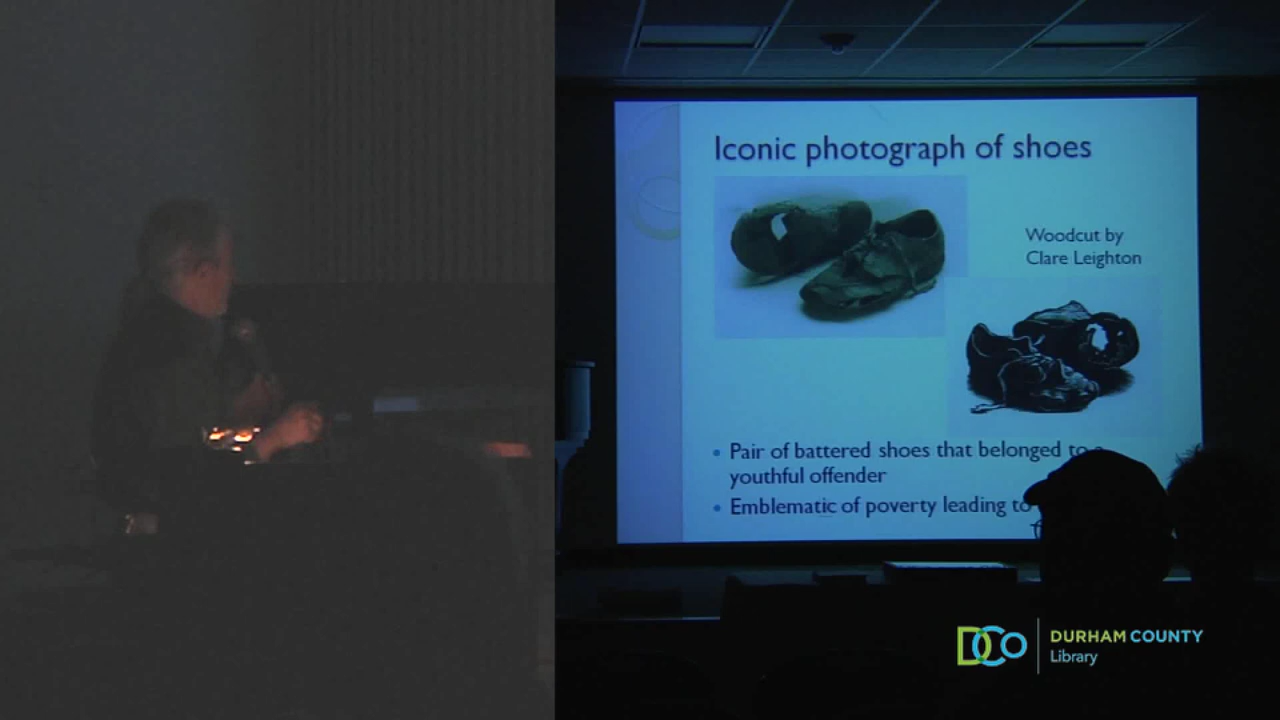 Iconic photograph of shoes
Woodcut by
Clare Leighton
Pair of battered shoes that belonged to
youthful offender
Emblematic of poverty leading to
DCo
DURHAM COUNTY
Library